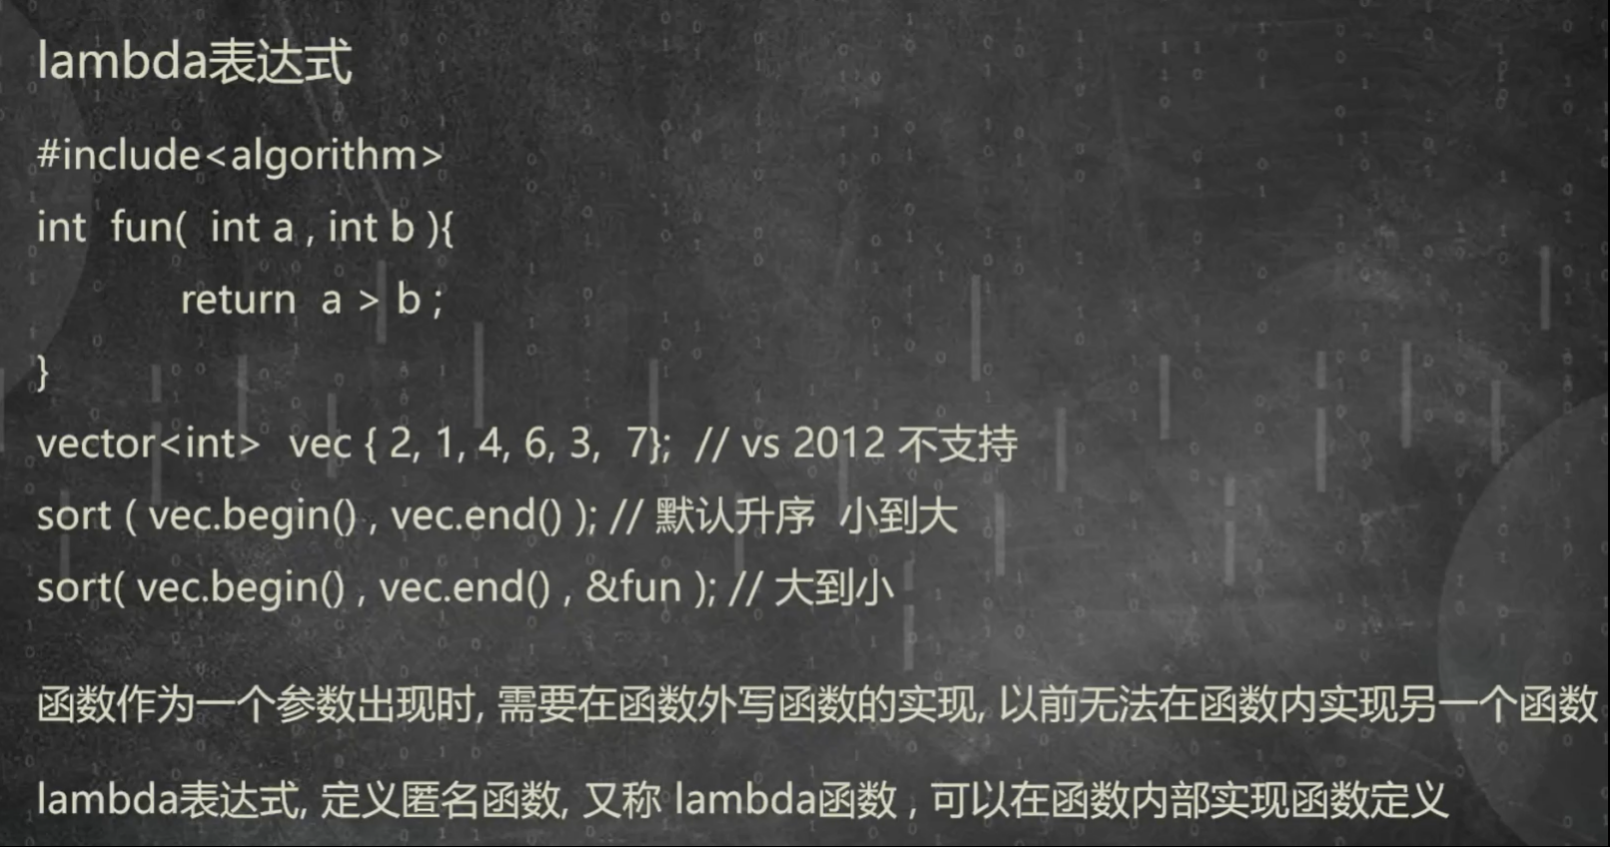 lambda表达式
#include<algorithm>
int  fun(  int a , int b ){
return  a > b ;
}
vector<int>  vec { 2, 1, 4, 6, 3,  7};  // vs 2012 不支持
sort ( vec.begin() , vec.end() ); // 默认升序  小到大
sort( vec.begin() , vec.end() , &fun ); // 大到小
函数作为一个参数出现时, 需要在函数外写函数的实现, 以前无法在函数内实现另一个函数
lambda表达式, 定义匿名函数, 又称 lambda函数 , 可以在函数内部实现函数定义